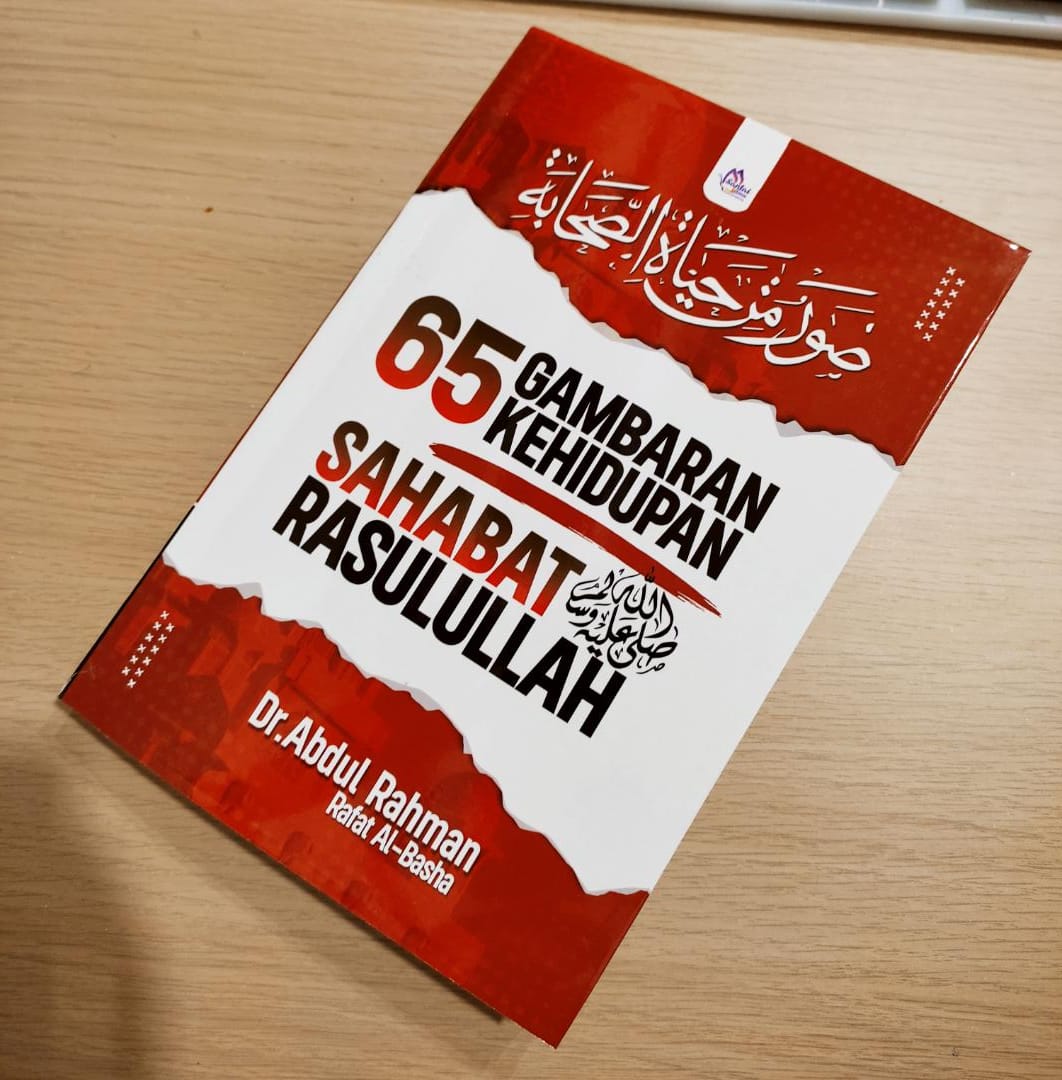 صور من حياة الصحابة
65 GAMBARAN
KEHIDUPAN
SAHABAT
RASULULLAH
صلى الله عليه وسلم
Dr.Abdul Rahman
Rafat Al-Basha